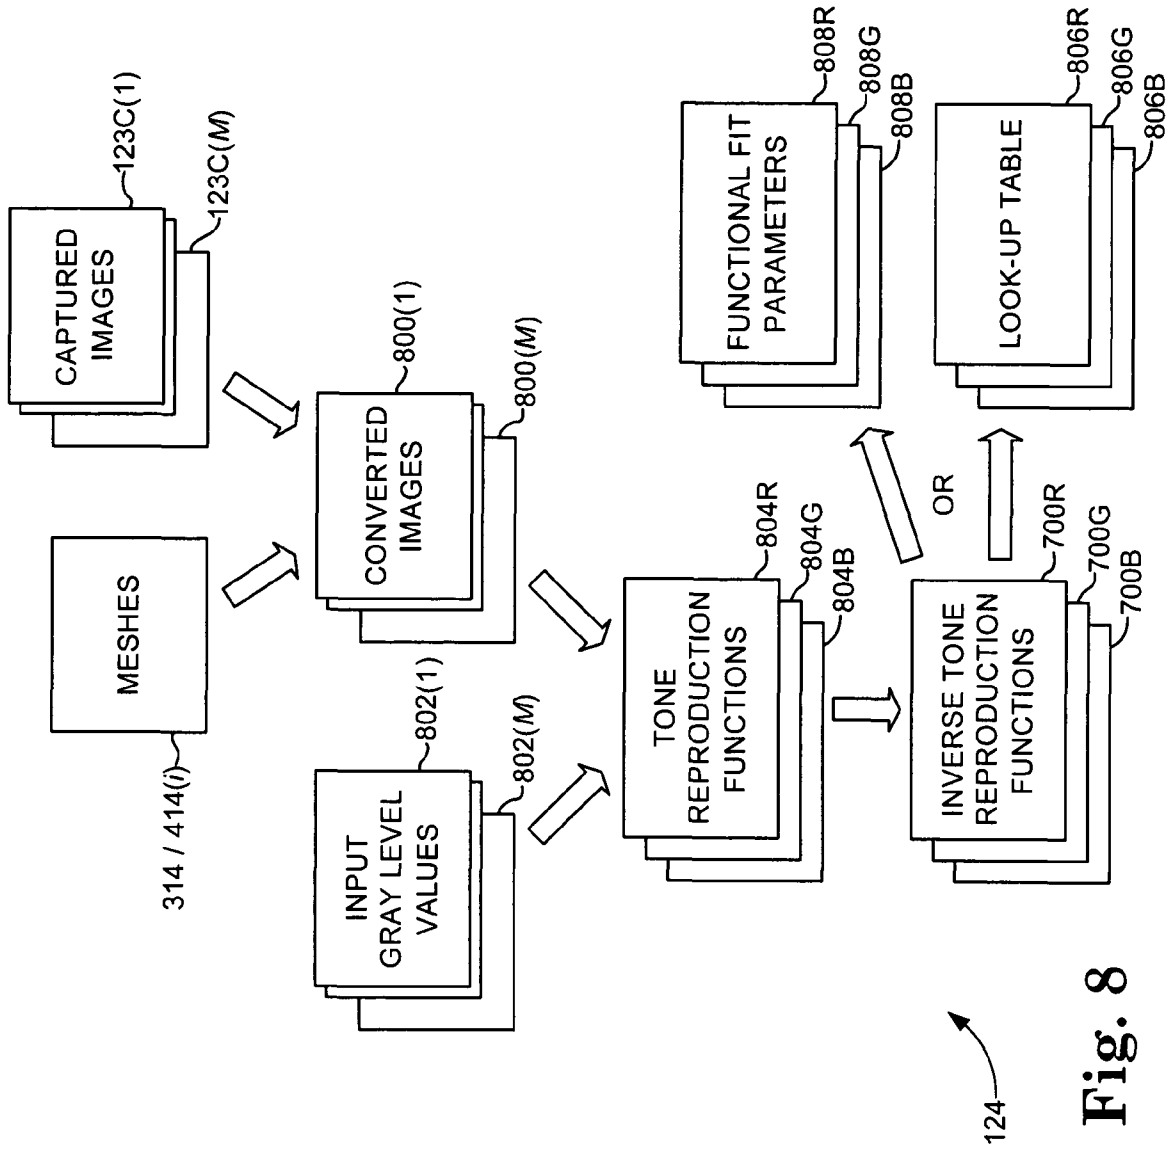 MESHES
314 / 414(i)
CAPTURED
IMAGES
123C(1)
123C(M)
INPUT
GRAY LEVEL
VALUES
802(1)
802(M)
CONVERTED
IMAGES
800(1)
800(M)
TONE
REPRODUCTION
FUNCTIONS
804R
804G
804B
INVERSE TONE
REPRODUCTION
FUNCTIONS
700R
700G
700B
OR
FUNCTIONAL FIT
PARAMETERS
808R
808G
808B
LOOK-UP TABLE
806R
806G
806B
124
Fig. 8